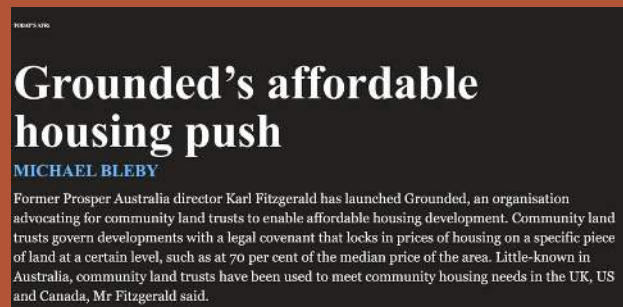 TODAY'S AFR:
Grounded's affordable
housing push
MICHAEL BLEBY
Former Prosper Australia director Karl Fitzgerald has launched Grounded, an organisation
advocating for community land trusts to enable affordable housing development. Community land
trusts govern developments with a legal covenant that locks in prices of housing on a specific piece
of land at a certain level, such as at 70 per cent of the median price of the area. Little-known in
Australia, community land trusts have been used to meet community housing needs in the UK, US
and Canada, Mr Fitzgerald said.